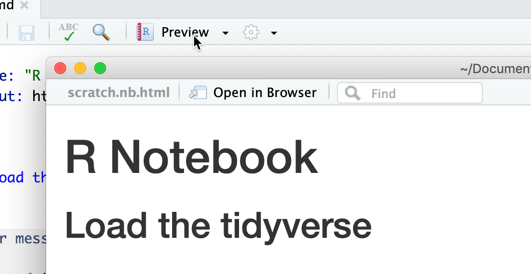 md ×
ABC
R Preview
e: "R
ut: ht
~/Documen
scratch.nb.html Open in Browser Find
R Notebook
oad th
Load the tidyverse
r mess